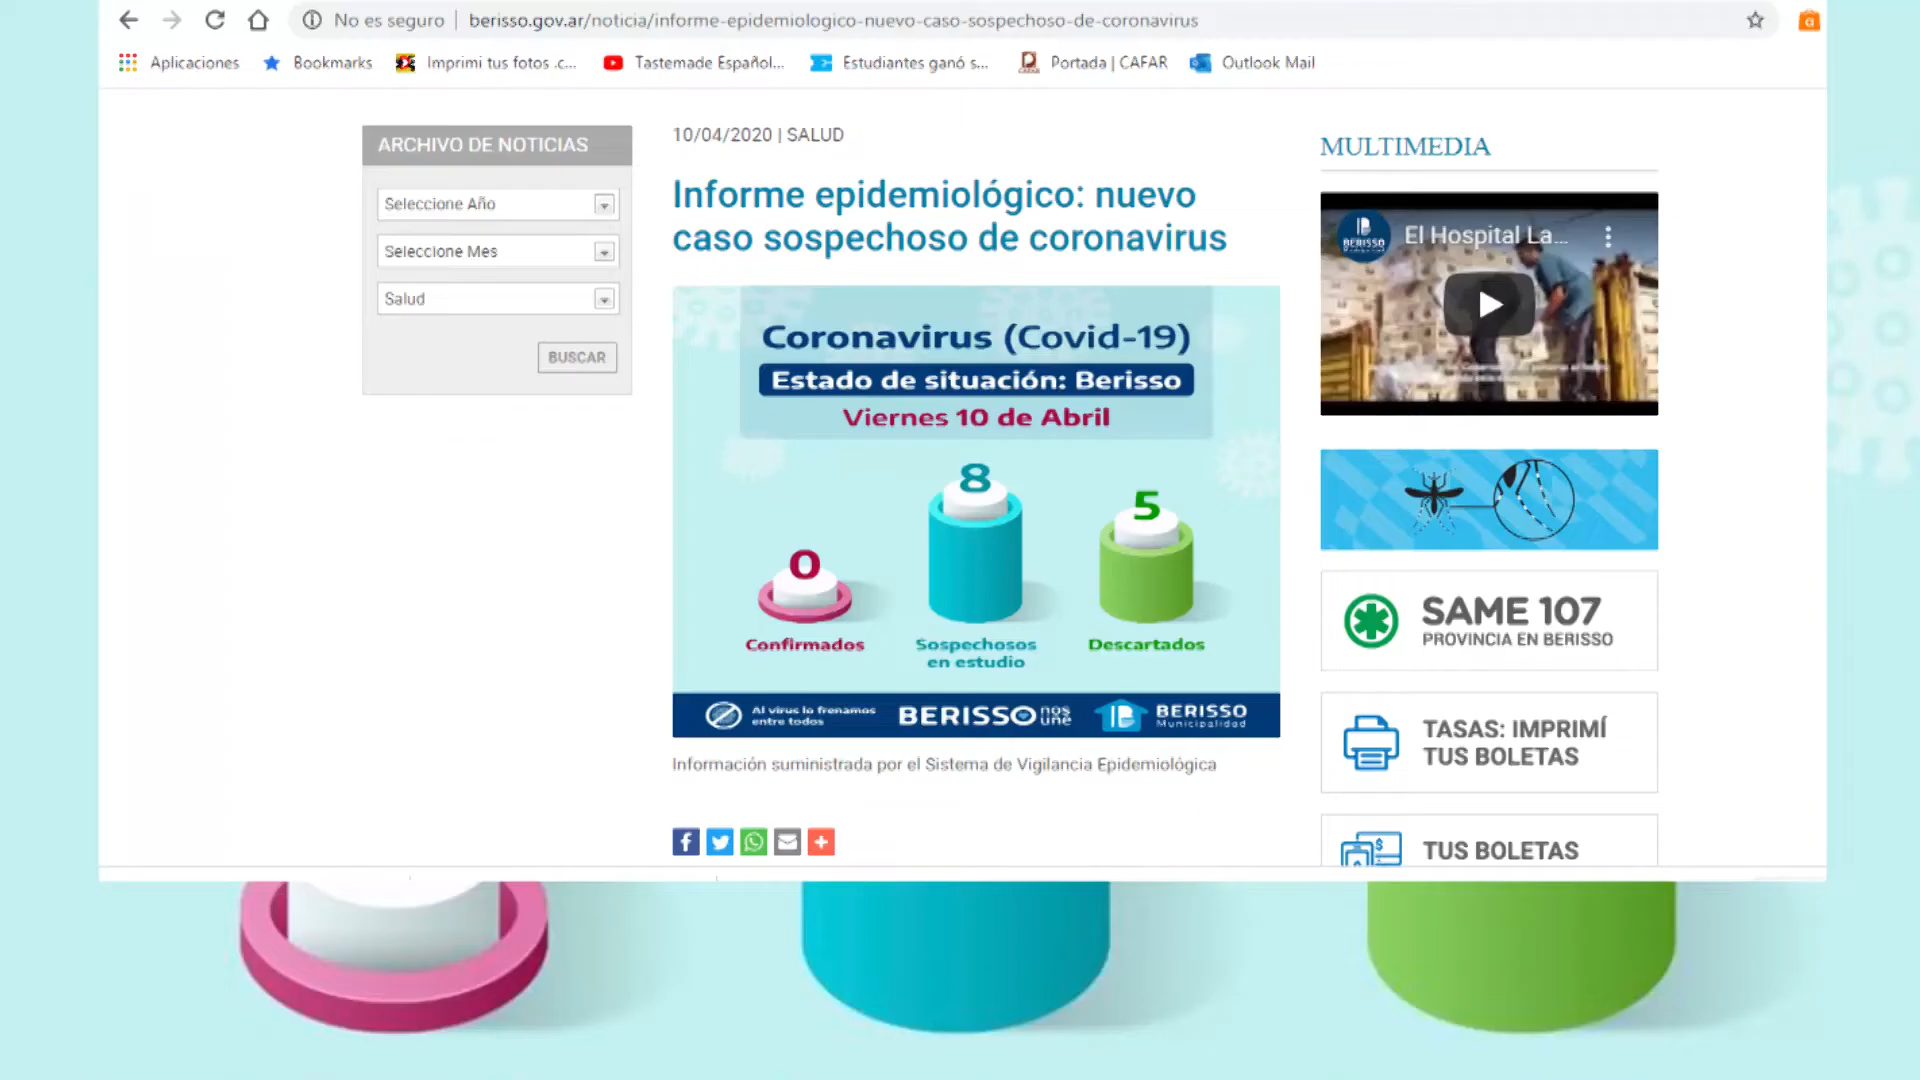 No es seguro
berisso.gov.ar/noticia/informe-epidemiologico-nuevo-caso-sospechoso-de-coronavirus
Aplicaciones
Bookmarks
Imprimi tus fotos .c...
Tastemade Español...
Estudiantes ganó s...
Portada | CAFAR
Outlook Mail
ARCHIVO DE NOTICIAS
Seleccione Año
Seleccione Mes
Salud
BUSCAR
10/04/2020 | SALUD
Informe epidemiológico: nuevo
caso sospechoso de coronavirus
Coronavirus (Covid-19)
Estado de situación: Berisso
Viernes 10 de Abril
0
8
5
Confirmados
Sospechosos
en estudio
Descartados
Al virus lo frenamos
entre todos
BERISSO nos
une
BERISSO
Municipalidad
Información suministrada por el Sistema de Vigilancia Epidemiológica
MULTIMEDIA
BERISSO
El Hospital La...
SAME 107
PROVINCIA EN BERISSO
TASAS: IMPRIMÍ
TUS BOLETAS
TUS BOLETAS